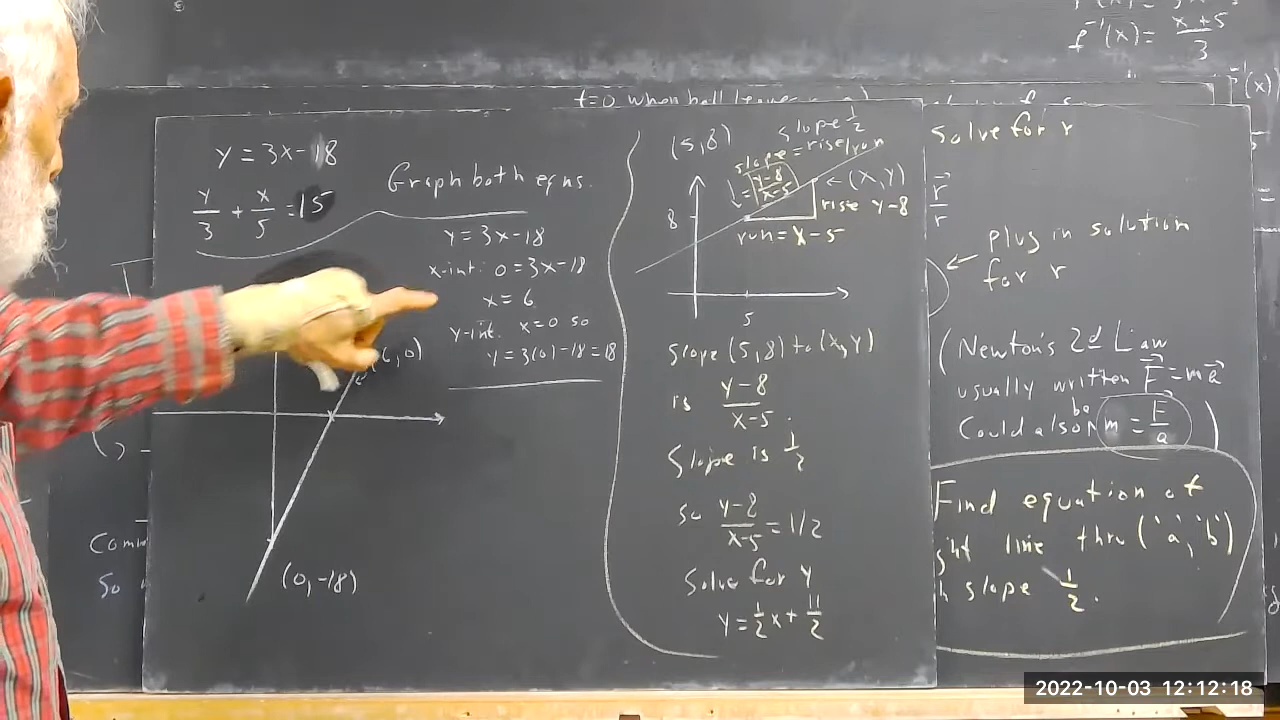 f⁻¹(x) = (x+5)/3
t=0 when ball
y = 3x-18
y/3 + x/5 = 15
Graph both eqns.
y = 3x-18
x-int: 0 = 3x-18
x = 6
y-int. x=0 so
y = 3(0)-18 = 18
, 0)
(0, -18)
(5,8)
slope ½
slope = rise/run
= (y-8)/(x-5)
(x,y)
rise y-8
8
run = x-5
5
slope (5,8) to (x,y)
is (y-8)/(x-5).
Slope is ½
so (y-8)/(x-5) = 1/2
Solve for y
y = ½x + 11/2
solve for r
r⃗/r
plug in solution
for r
(Newton's 2nd Law
usually written F⃗ = ma⃗
Could also be m = F/a)
Find equation of
line thru ('a', 'b')
slope ½.
Com
So
2022-10-03 12:12:18